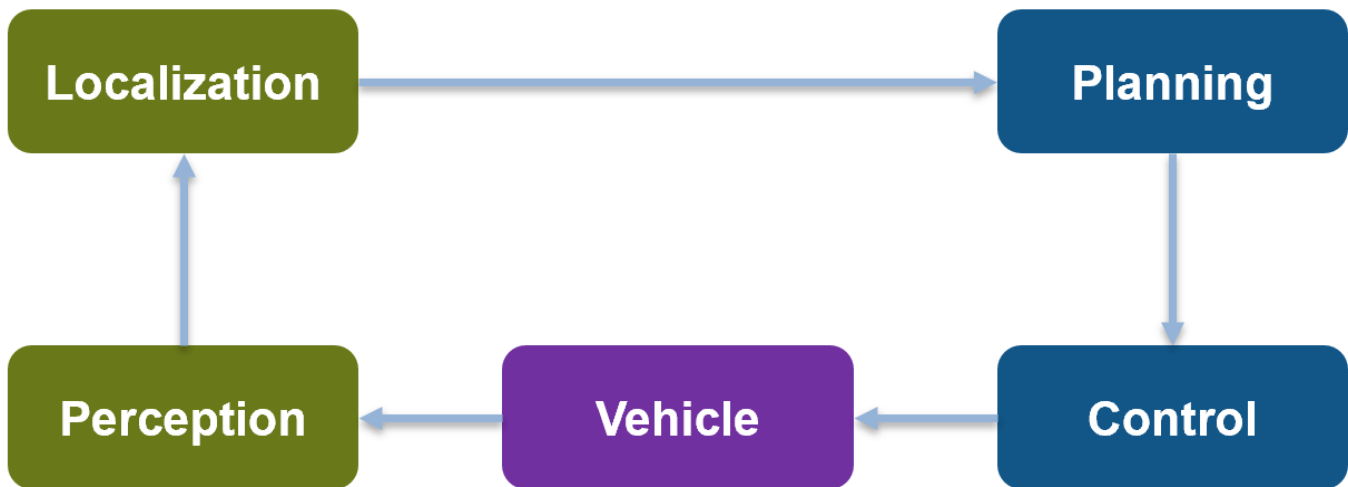 Localization
Planning
Perception
Vehicle
Control